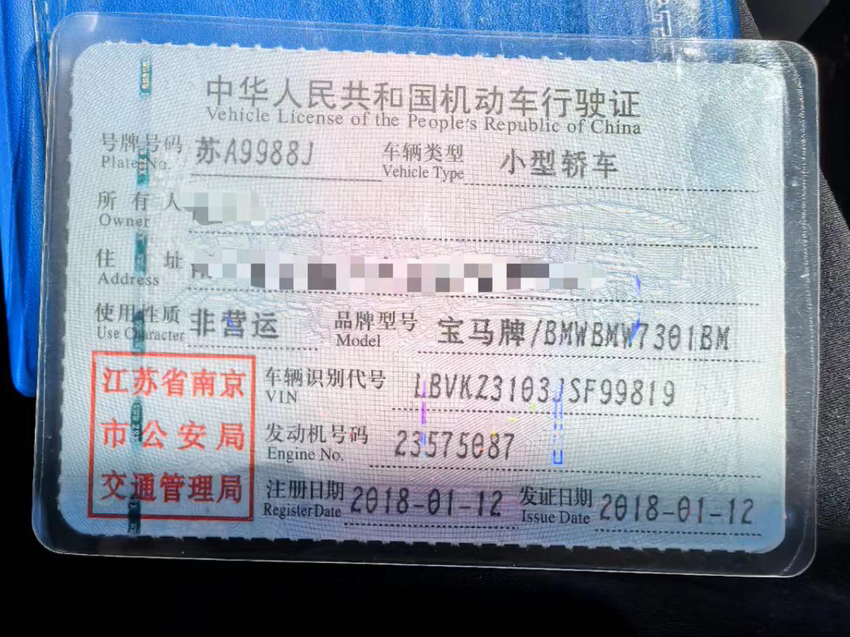 中华人民共和国机动车行驶证
Vehicle License of the People's Republic of China
号牌号码 苏A9988J 车辆类型 小型轿车
Plate No. Vehicle Type
所有人
Owner
住址
Address
使用性质 非营运 品牌型号 宝马牌/BMWBMW7301BM
Use Character Model
江苏省南京 车辆识别代号 LBVKZ3103JSF99819
VIN
市公安局 发动机号码 23575087
Engine No.
交通管理局 注册日期 2018-01-12 发证日期 2018-01-12
Register Date Issue Date